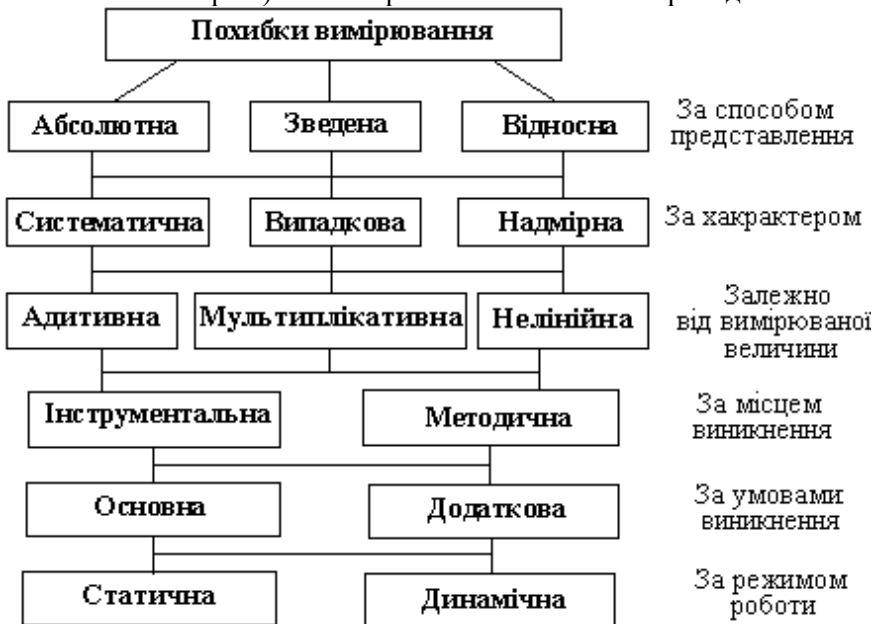 Похибки вимірювання
Абсолютна Зведена Відносна
За способом
представлення
Систематична Випадкова Надмірна
За хакрактером
Адитивна Мультиплікативна Нелінійна
Залежно
від вимірюваної
величини
Інструментальна Методична
За місцем
виникнення
Основна Додаткова
За умовами
виникнення
Статична Динамічна
За режимом
роботи